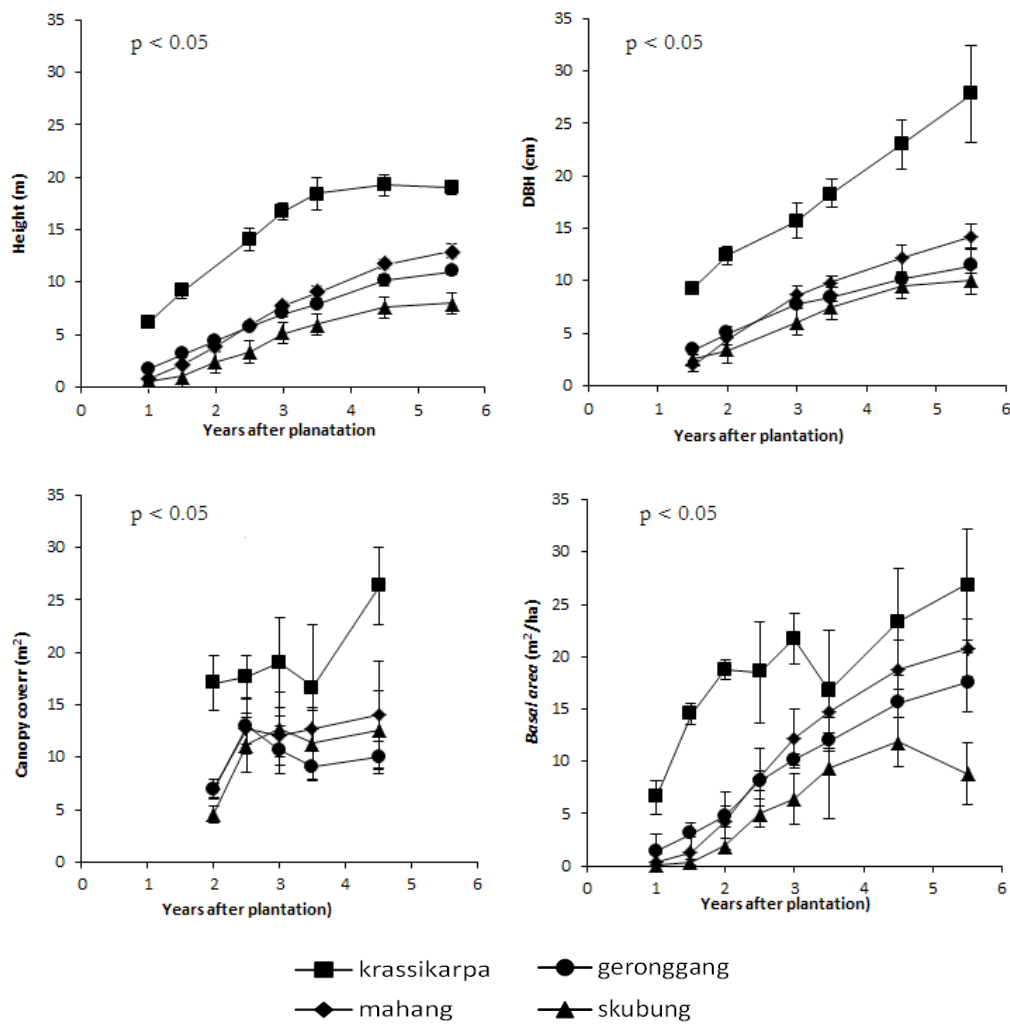 35
30
25
20
15
10
5
0
Height (m)
p < 0.05
0 1 2 3 4 5 6
Years after planatation
35
30
25
20
15
10
5
0
DBH (cm)
p < 0.05
0 1 2 3 4 5 6
Years after plantation)
35
30
25
20
15
10
5
0
Canopy coverr (m²)
p < 0.05
0 1 2 3 4 5 6
Years after plantation)
35
30
25
20
15
10
5
0
Basal area (m²/ha)
p < 0.05
0 1 2 3 4 5 6
Years after plantation)
krassikarpa geronggang
mahang skubung